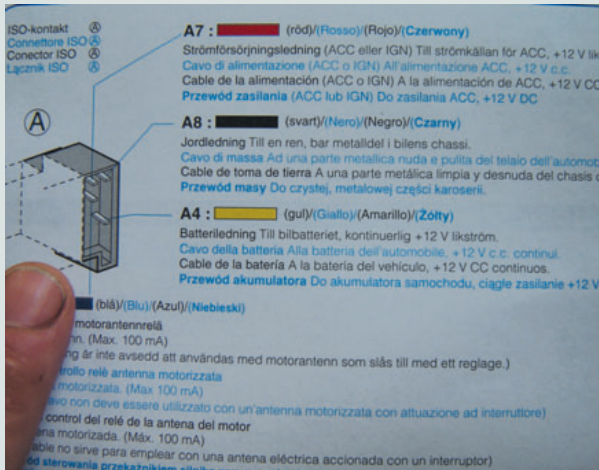 ISO-kontakt Ⓐ
Connettore ISO Ⓐ
Conector ISO Ⓐ
Łącznik ISO Ⓐ
Ⓐ
A7 : (röd)/(Rosso)/(Rojo)/(Czerwony)
Strömförsörjningsledning (ACC eller IGN) Till strömkällan för ACC, +12 V
Cavo di alimentazione (ACC o IGN) All'alimentazione ACC, +12 V c.c.
Cable de la alimentación (ACC o IGN) A la alimentación de ACC, +12 V CC
Przewód zasilania (ACC lub IGN) Do zasilania ACC, +12 V DC
A8 : (svart)/(Nero)/(Negro)/(Czarny)
Jordledning Till en ren, bar metalldel i bilens chassi.
Cavo di massa Ad una parte metallica nuda e pulita del telaio dell'automob
Cable de toma de tierra A una parte metálica limpia y desnuda del chasis
Przewód masy Do czystej, metalowej części karoserii.
A4 : (gul)/(Giallo)/(Amarillo)/(Żółty)
Batteriledning Till bilbatteriet, kontinuerlig +12 V likström.
Cavo della batteria Alla batteria dell'automobile, +12 V c.c. continui.
Cable de la batería A la batería del vehículo, +12 V CC continuos.
Przewód akumulatora Do akumulatora samochodu, ciągłe zasilanie +12 V
(blå)/(Blu)/(Azul)/(Niebieski)
motorantennrelä
nn. (Max. 100 mA)
ng är inte avsedd att användas med motorantenn som slås till med ett reglage.)
rollo relè antenna motorizzata
motorizzata. (Max 100 mA)
avo non deve essere utilizzato con un'antenna motorizzata con attuazione ad interruttore)
control del relé de la antena del motor
ena motorizada. (Máx. 100 mA)
able no sirve para emplear con una antena eléctrica accionada con un interruptor)
ód sterowania przekaźnikiem